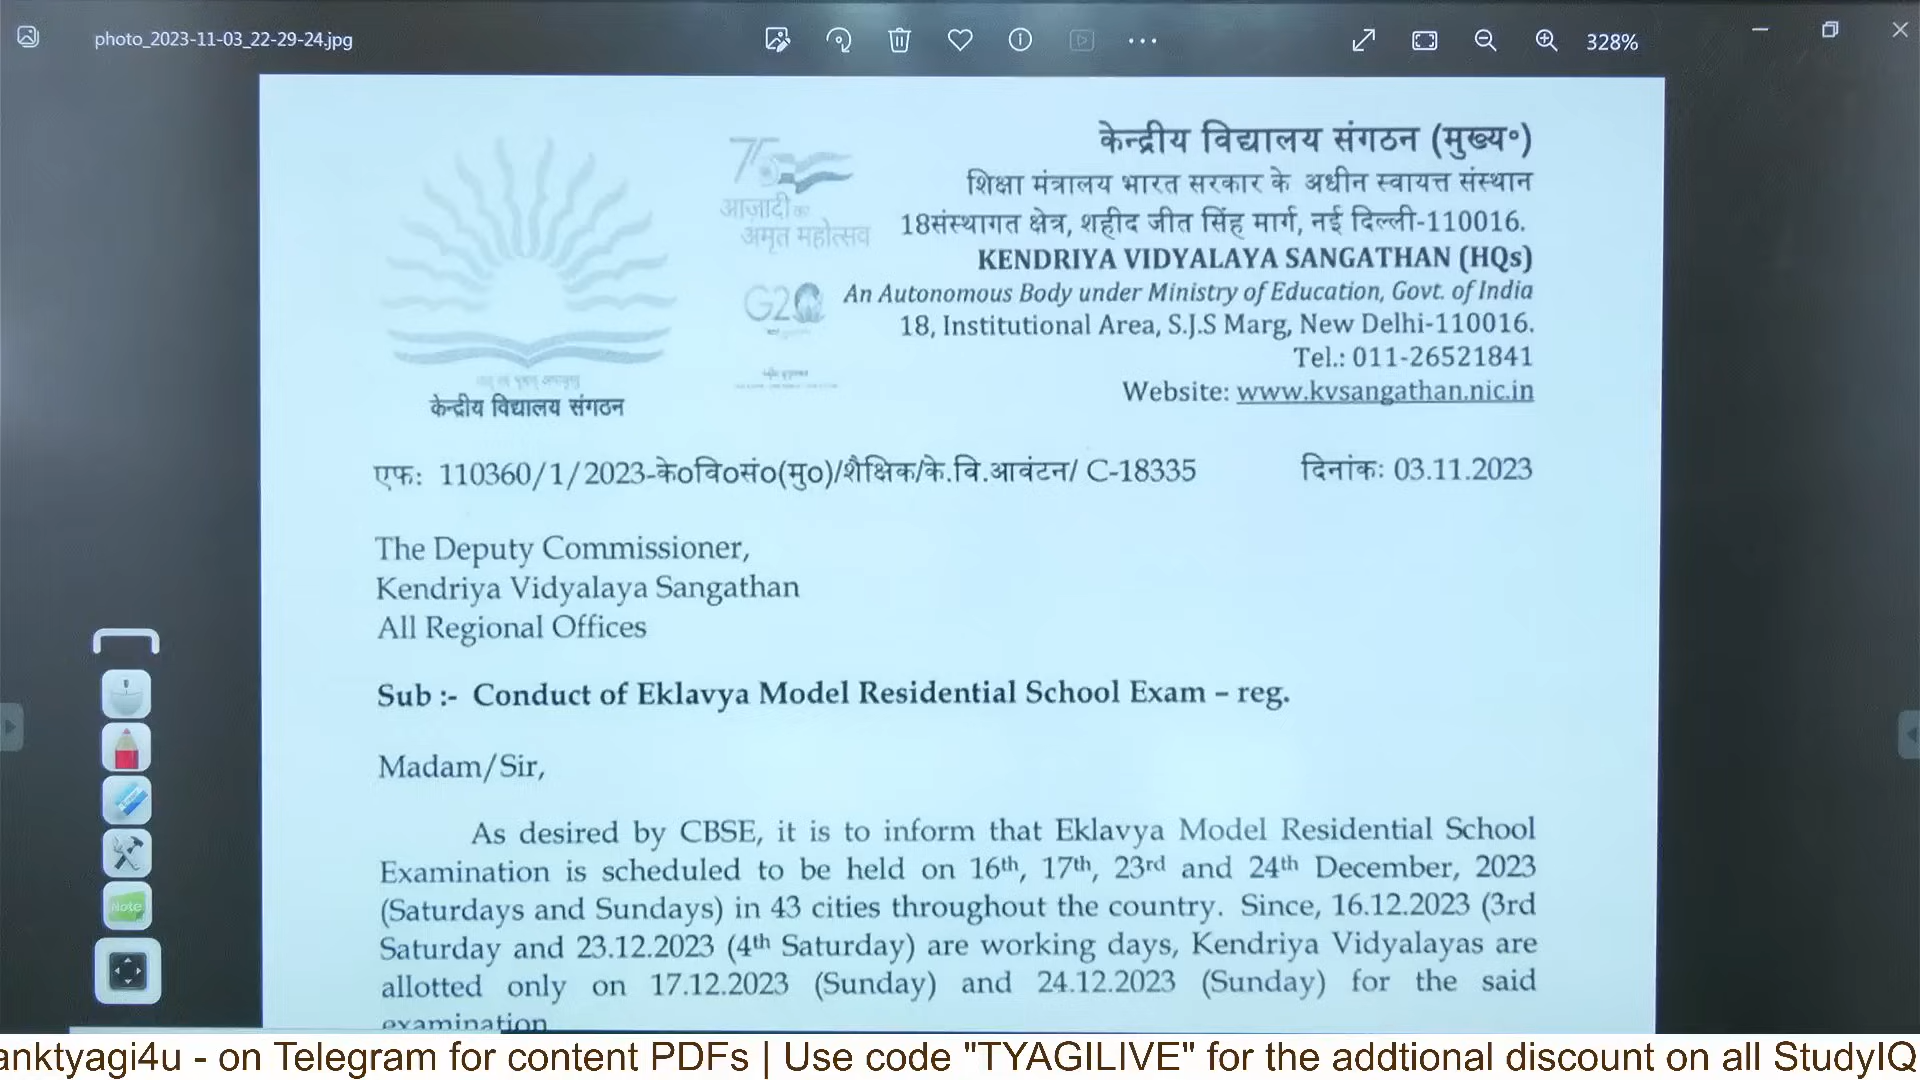 photo_2023-11-03_22-29-24.jpg
328%
केन्द्रीय विद्यालय संगठन (मुख्य॰)
शिक्षा मंत्रालय भारत सरकार के अधीन स्वायत्त संस्थान
18संस्थागत क्षेत्र, शहीद जीत सिंह मार्ग, नई दिल्ली-110016.
KENDRIYA VIDYALAYA SANGATHAN (HQs)
An Autonomous Body under Ministry of Education, Govt. of India
18, Institutional Area, S.J.S Marg, New Delhi-110016.
Tel.: 011-26521841
Website: www.kvsangathan.nic.in
75
आज़ादी का
अमृत महोत्सव
G20
केन्द्रीय विद्यालय संगठन
एफ: 110360/1/2023-के0वि0सं0(मु0)/शैक्षिक/के.वि.आवंटन/ C-18335
दिनांक: 03.11.2023
The Deputy Commissioner,
Kendriya Vidyalaya Sangathan
All Regional Offices
Sub :- Conduct of Eklavya Model Residential School Exam – reg.
Madam/Sir,
As desired by CBSE, it is to inform that Eklavya Model Residential School
Examination is scheduled to be held on 16th, 17th, 23rd and 24th December, 2023
(Saturdays and Sundays) in 43 cities throughout the country. Since, 16.12.2023 (3rd
Saturday and 23.12.2023 (4th Saturday) are working days, Kendriya Vidyalayas are
allotted only on 17.12.2023 (Sunday) and 24.12.2023 (Sunday) for the said
examination
Note
anktyagi4u - on Telegram for content PDFs | Use code "TYAGILIVE" for the addtional discount on all StudyIQ